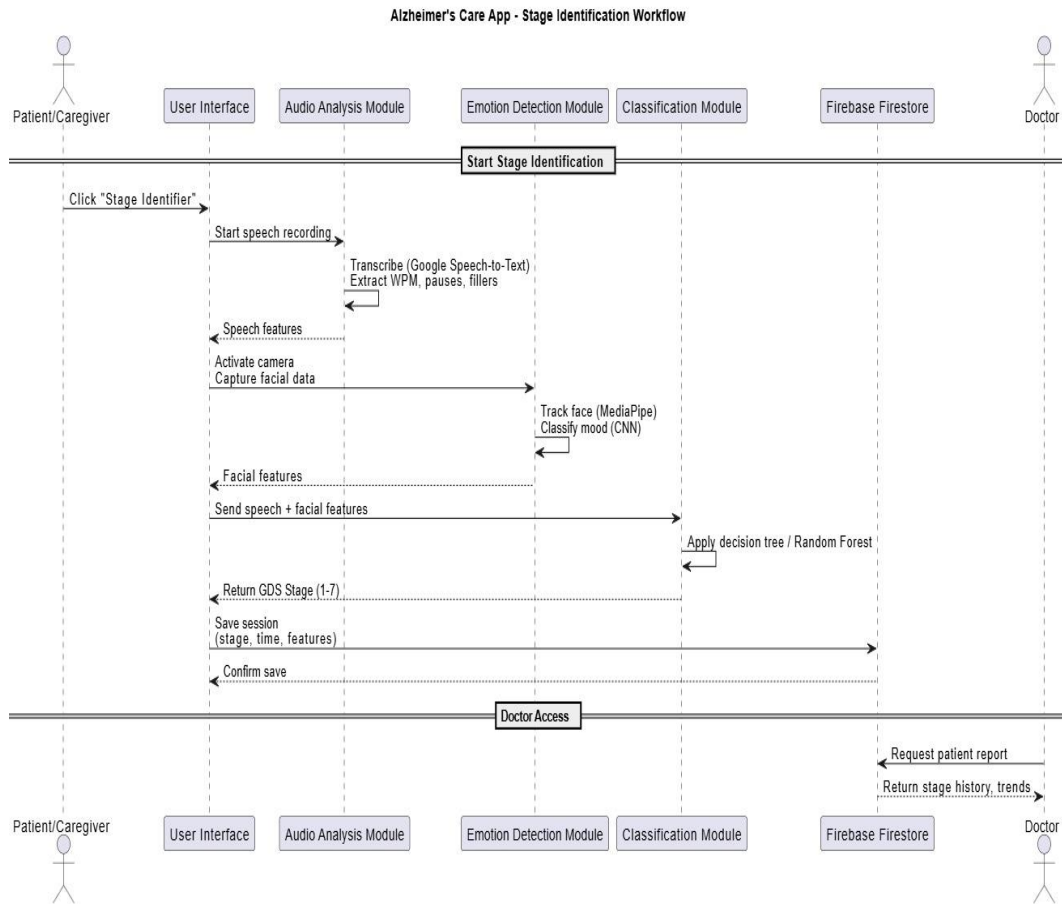 Alzheimer's Care App - Stage Identification Workflow
Patient/Caregiver
User Interface
Audio Analysis Module
Emotion Detection Module
Classification Module
Firebase Firestore
Doctor
Start Stage Identification
Click "Stage Identifier"
Start speech recording
Transcribe (Google Speech-to-Text)
Extract WPM, pauses, fillers
Speech features
Activate camera
Capture facial data
Track face (MediaPipe)
Classify mood (CNN)
Facial features
Send speech + facial features
Apply decision tree / Random Forest
Return GDS Stage (1-7)
Save session
(stage, time, features)
Confirm save
Doctor Access
Request patient report
Return stage history, trends
Patient/Caregiver
User Interface
Audio Analysis Module
Emotion Detection Module
Classification Module
Firebase Firestore
Doctor